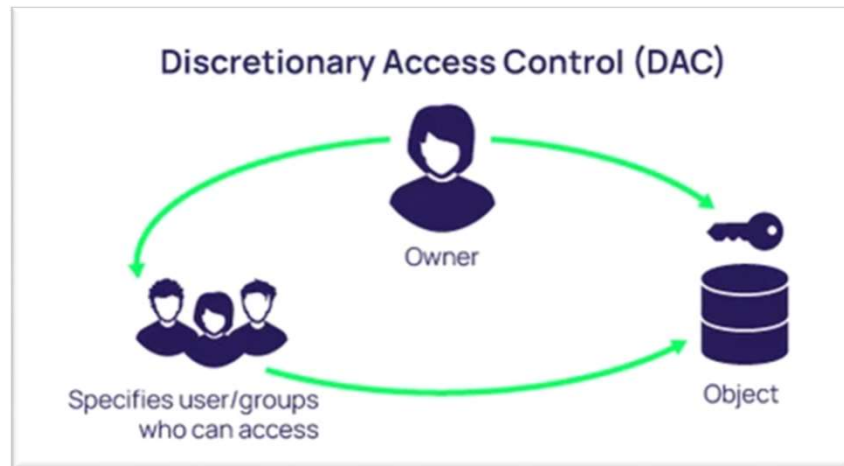 Discretionary Access Control (DAC)
Owner
Specifies user/groups
who can access
Object